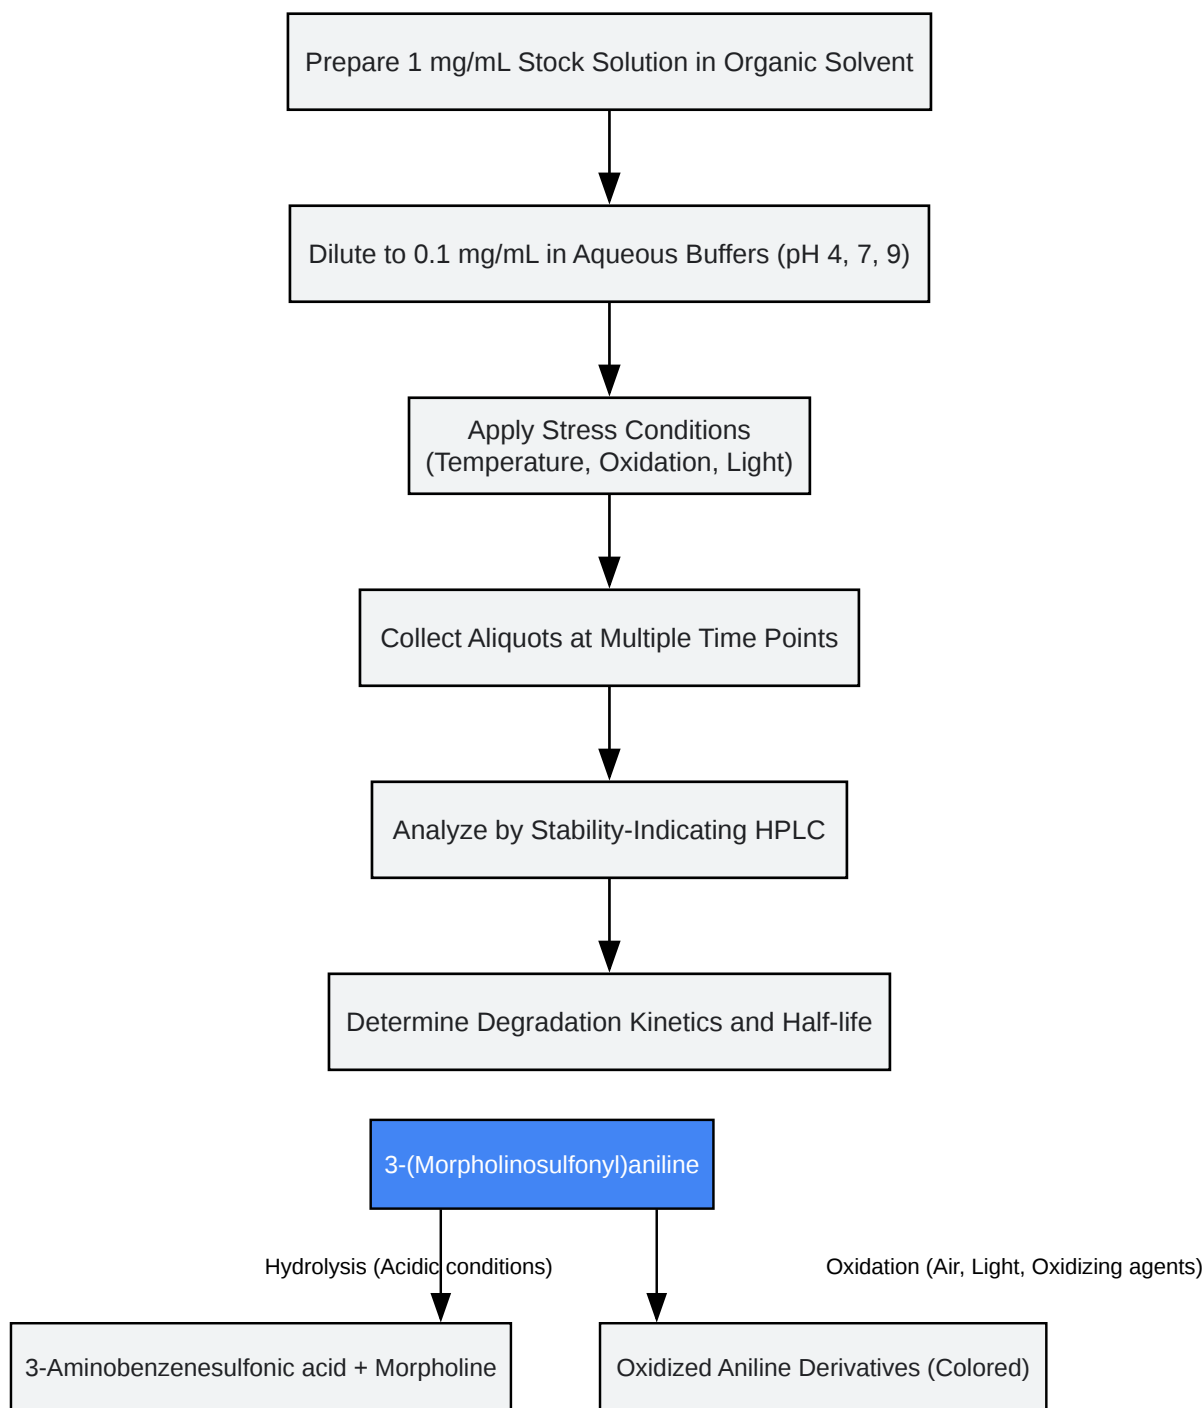 Prepare 1 mg/mL Stock Solution in Organic Solvent
Dilute to 0.1 mg/mL in Aqueous Buffers (pH 4, 7, 9)
Apply Stress Conditions
(Temperature, Oxidation, Light)
Collect Aliquots at Multiple Time Points
Analyze by Stability-Indicating HPLC
Determine Degradation Kinetics and Half-life
3-(Morpholinosulfonyl)aniline
Hydrolysis (Acidic conditions)
Oxidation (Air, Light, Oxidizing agents)
3-Aminobenzenesulfonic acid + Morpholine
Oxidized Aniline Derivatives (Colored)